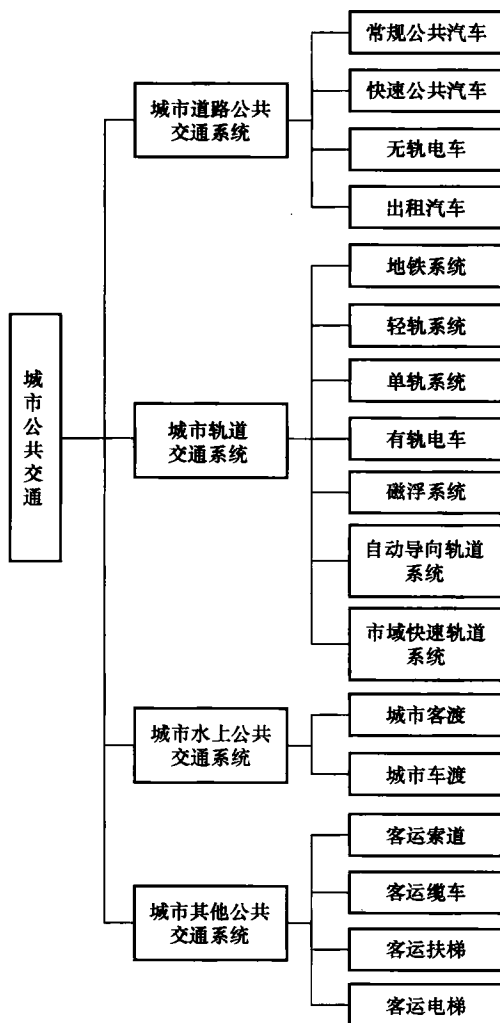 城市公共交通
城市道路公共
交通系统
常规公共汽车
快速公共汽车
无轨电车
出租汽车
城市轨道
交通系统
地铁系统
轻轨系统
单轨系统
有轨电车
磁浮系统
自动导向轨道
系统
市域快速轨道
系统
城市水上公共
交通系统
城市客渡
城市车渡
城市其他公共
交通系统
客运索道
客运缆车
客运扶梯
客运电梯